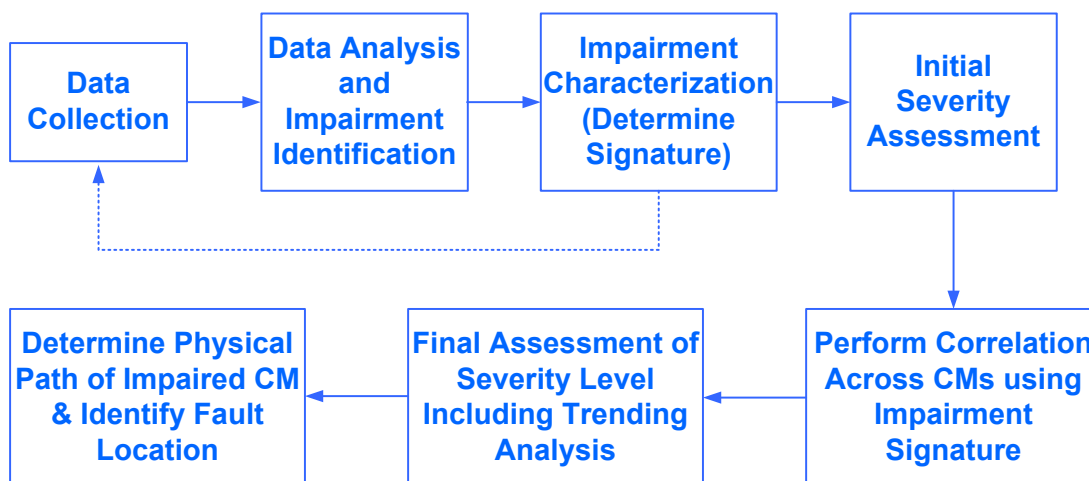 Data
Collection
Data Analysis
and
Impairment
Identification
Impairment
Characterization
(Determine
Signature)
Initial
Severity
Assessment
Determine Physical
Path of Impaired CM
& Identify Fault
Location
Final Assessment of
Severity Level
Including Trending
Analysis
Perform Correlation
Across CMs using
Impairment
Signature